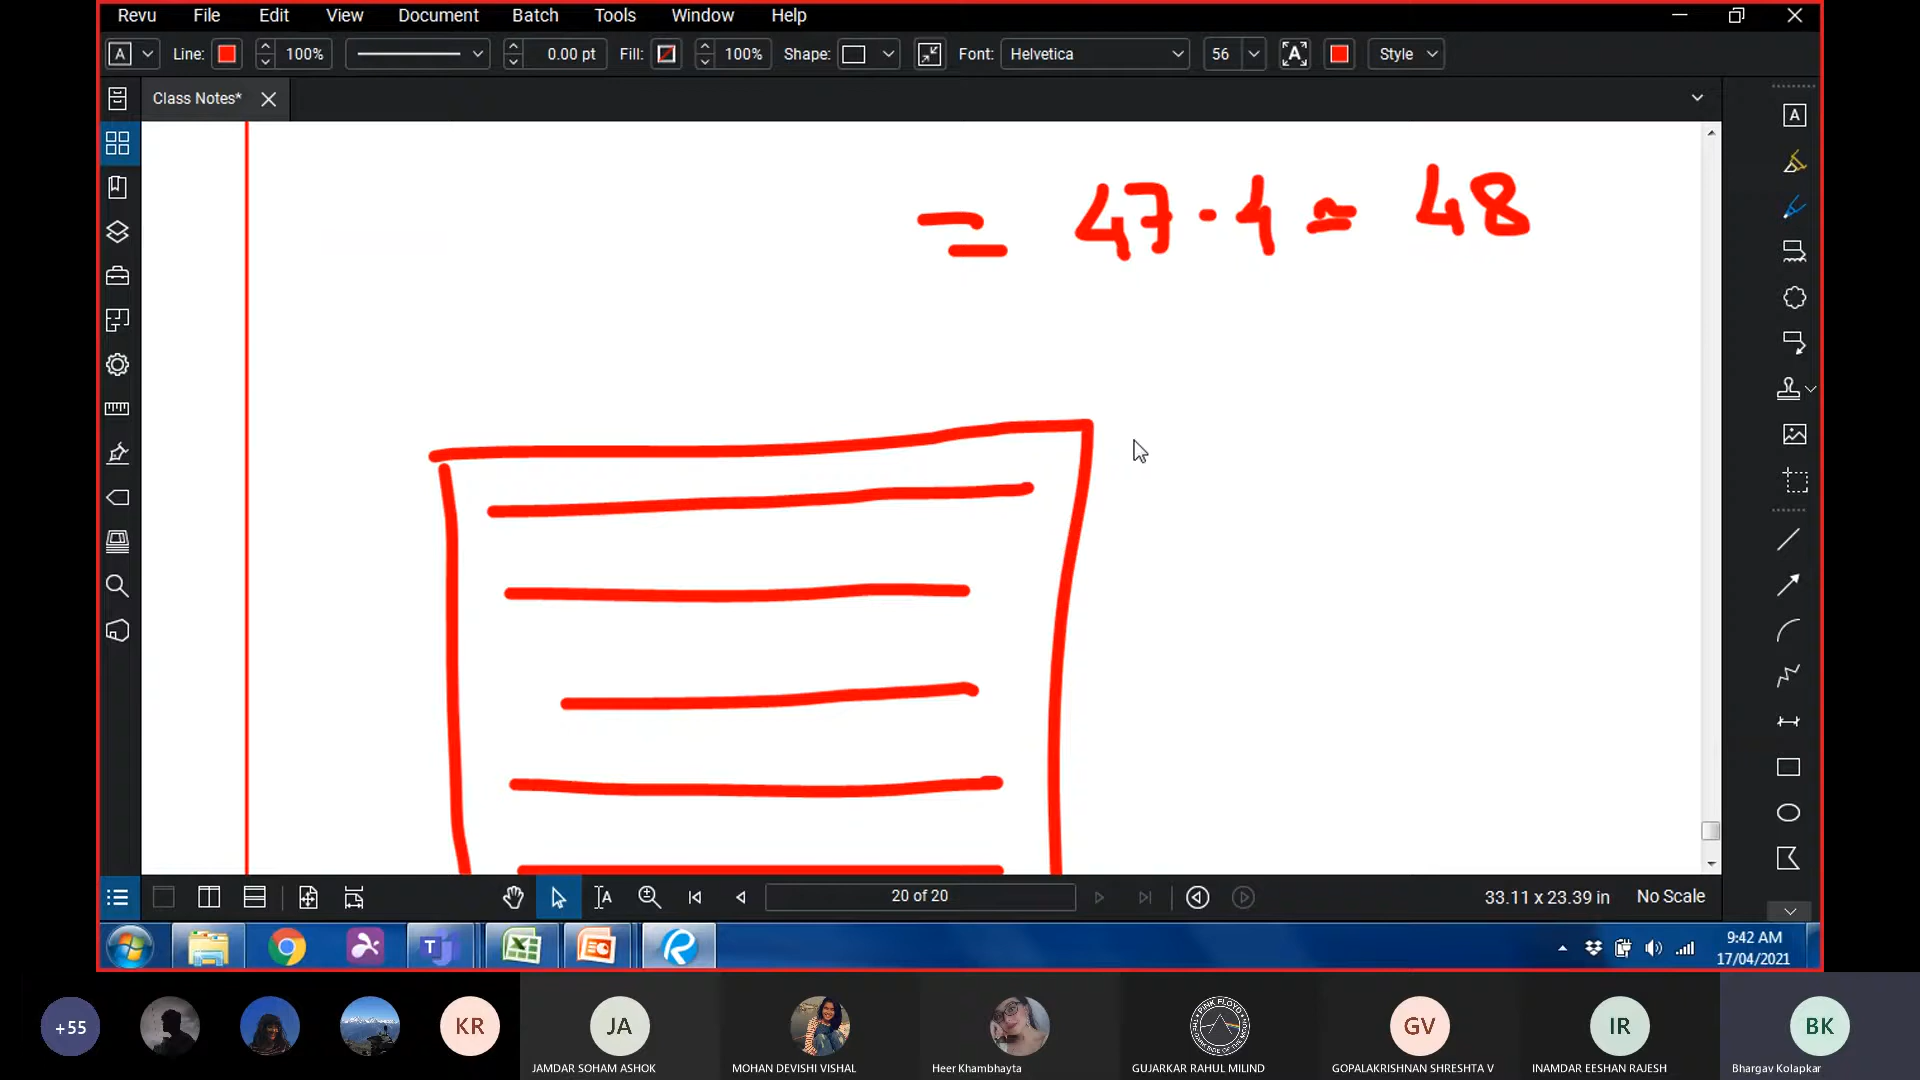 Revu File Edit View Document Batch Tools Window Help
A Line: 100% 0.00 pt Fill: 100% Shape: Font: Helvetica 56 A Style
Class Notes*
A
= 47.4 ≃ 48
A
20 of 20
33.11 x 23.39 in No Scale
T
9:42 AM
17/04/2021
+55 KR JA GV IR BK
PINK FLOYD
JAMDAR SOHAM ASHOK MOHAN DEVISHI VISHAL Heer Khambhayta GUJARKAR RAHUL MILIND GOPALAKRISHNAN SHRESHTA V INAMDAR EESHAN RAJESH Bhargav Kolapkar